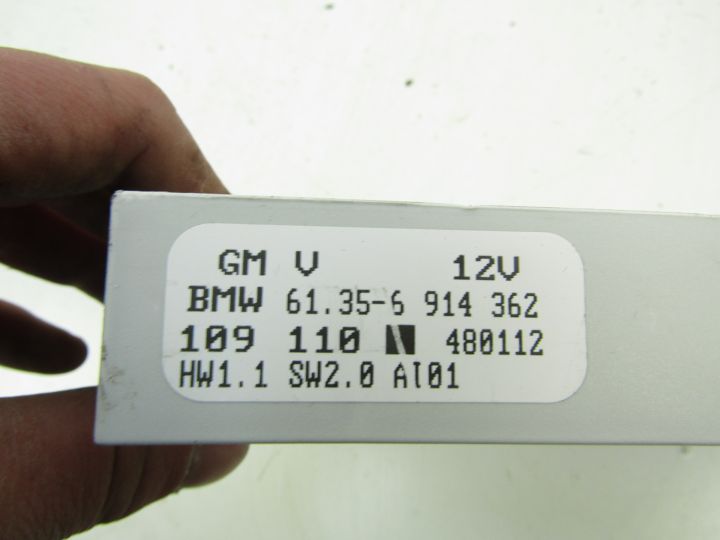 GM V 12V
BMW 61.35-6 914 362
109 110 480112
HW1.1 SW2.0 AI01